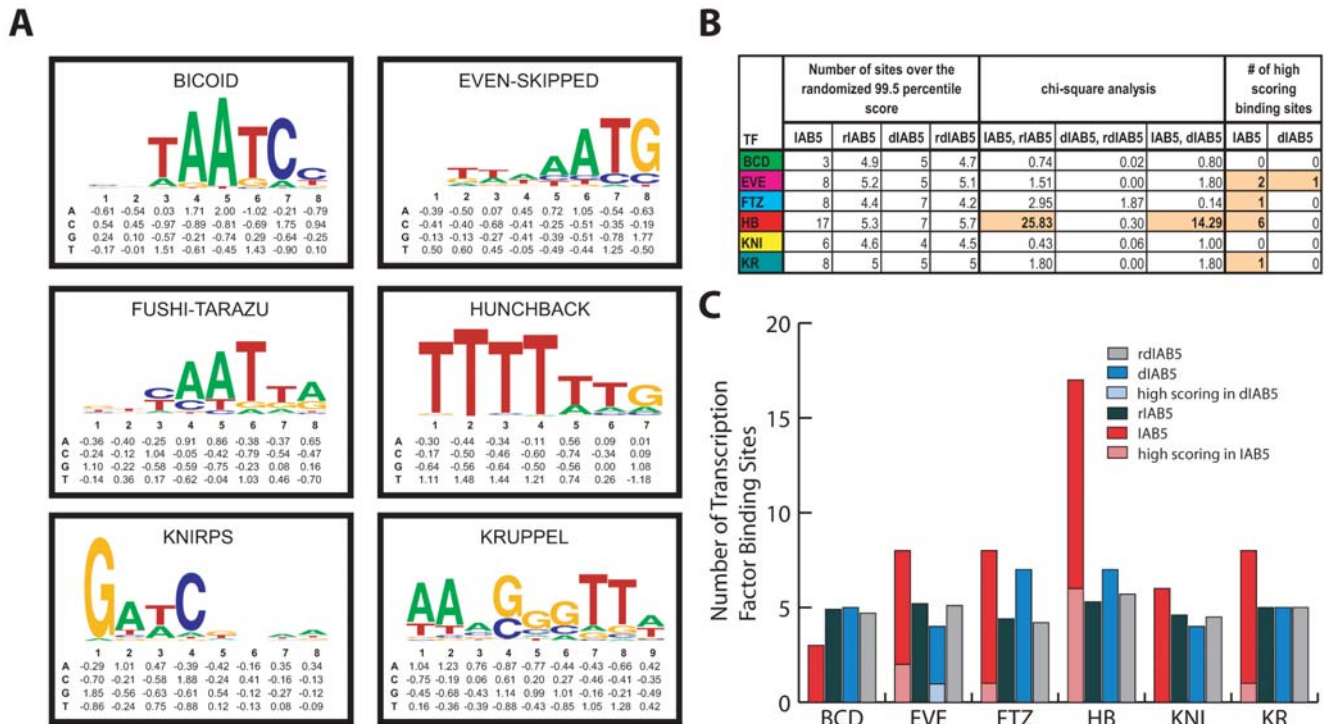 A
BICOID
TAATCC
1 2 3 4 5 6 7 8
A -0.61 -0.54 0.03 1.71 2.00 -1.02 -0.21 -0.79
C 0.54 0.45 -0.97 -0.89 -0.81 -0.69 1.75 0.94
G 0.24 0.10 -0.57 -0.21 -0.74 0.29 -0.64 -0.25
T -0.17 -0.01 1.51 -0.61 -0.45 1.43 -0.90 0.10
EVEN-SKIPPED
TTAATG
1 2 3 4 5 6 7 8
A -0.39 -0.50 0.07 0.45 0.72 1.05 -0.54 -0.63
C -0.41 -0.40 -0.68 -0.41 -0.25 -0.51 -0.35 -0.19
G -0.13 -0.13 -0.27 -0.41 -0.39 -0.51 -0.78 1.77
T 0.50 0.60 0.45 -0.05 -0.49 -0.44 1.25 -0.50
FUSHI-TARAZU
CAATTA
1 2 3 4 5 6 7 8
A -0.36 -0.40 -0.25 0.91 0.86 -0.38 -0.37 0.65
C -0.24 -0.12 1.04 -0.05 -0.42 -0.79 -0.54 -0.47
G 1.10 -0.22 -0.58 -0.59 -0.75 -0.23 0.08 0.16
T -0.14 0.36 0.17 -0.62 -0.04 1.03 0.46 -0.70
HUNCHBACK
TTTTTTG
1 2 3 4 5 6 7
A -0.30 -0.44 -0.34 -0.11 0.56 0.09 0.01
C -0.17 -0.50 -0.46 -0.60 -0.74 -0.34 0.09
G -0.64 -0.56 -0.64 -0.50 -0.56 0.00 1.08
T 1.11 1.48 1.44 1.21 0.74 0.26 -1.18
KNIRPS
GATC
1 2 3 4 5 6 7 8
A -0.29 1.01 0.47 -0.39 -0.42 -0.16 0.35 0.34
C -0.70 -0.21 -0.58 1.88 -0.24 0.41 -0.16 -0.13
G 1.85 -0.56 -0.63 -0.61 0.54 -0.12 -0.27 -0.12
T -0.86 -0.24 0.75 -0.88 0.12 -0.13 0.08 -0.09
KRUPPEL
AAAGGGTTA
1 2 3 4 5 6 7 8 9
A 1.04 1.23 0.76 -0.87 -0.77 -0.44 -0.43 -0.66 0.42
C -0.75 -0.19 0.06 0.61 0.20 0.27 -0.46 -0.41 -0.35
G -0.45 -0.68 -0.43 1.14 0.99 1.01 -0.16 -0.21 -0.49
T 0.16 -0.36 -0.39 -0.88 -0.43 -0.85 1.05 1.28 0.42
B
Number of sites over the randomized 99.5 percentile score
chi-square analysis
# of high scoring binding sites
TF IAB5 rIAB5 dIAB5 rdIAB5 IAB5, rIAB5 dIAB5, rdIAB5 IAB5, dIAB5 IAB5 dIAB5
BCD 3 4.9 5 4.7 0.74 0.02 0.80 0 0
EVE 8 5.2 5 5.1 1.51 0.00 1.80 2 1
FTZ 8 4.4 7 4.2 2.95 1.87 0.14 1 0
HB 17 5.3 7 5.7 25.83 0.30 14.29 6 0
KNI 6 4.6 4 4.5 0.43 0.06 1.00 0 0
KR 8 5 5 5 1.80 0.00 1.80 1 0
C
Number of Transcription
Factor Binding Sites
20
15
10
5
0
rdIAB5
dIAB5
high scoring in dIAB5
rIAB5
IAB5
high scoring in IAB5
BCD EVE FTZ HB KNI KR